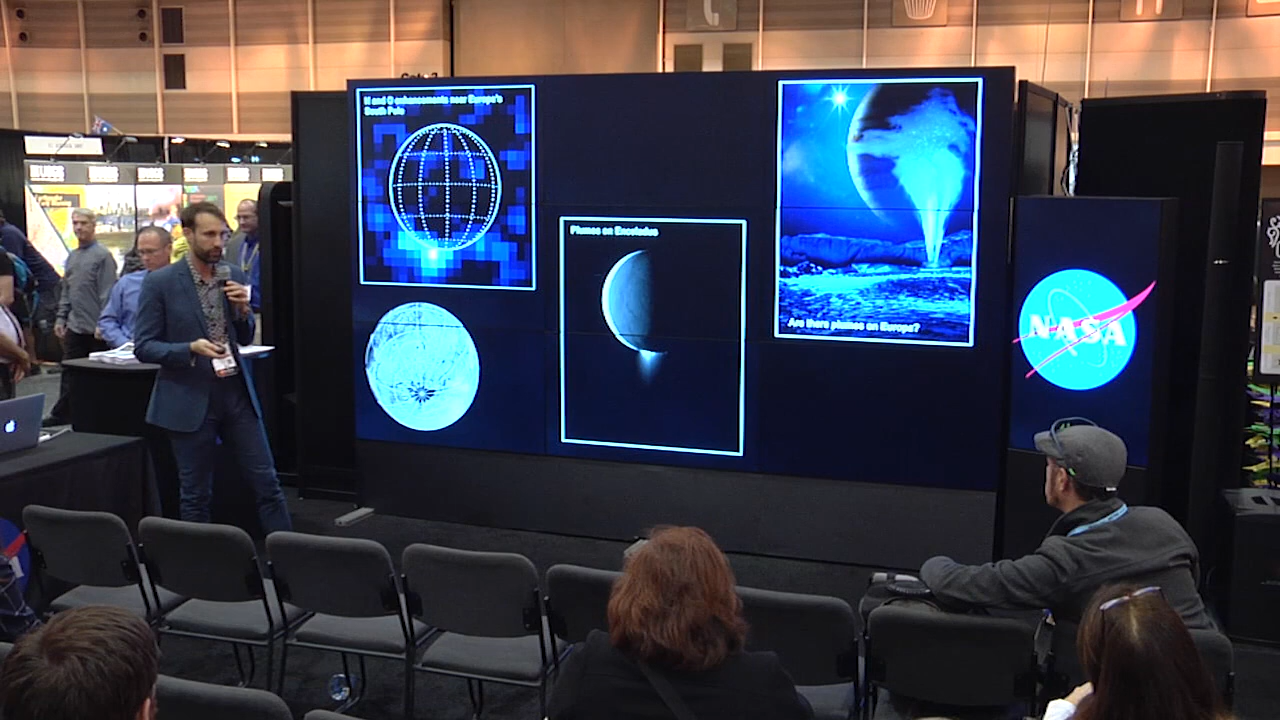 H and O enhancements near Europa's
South Pole
Plumes on Enceladus
Are there plumes on Europa?
NASA